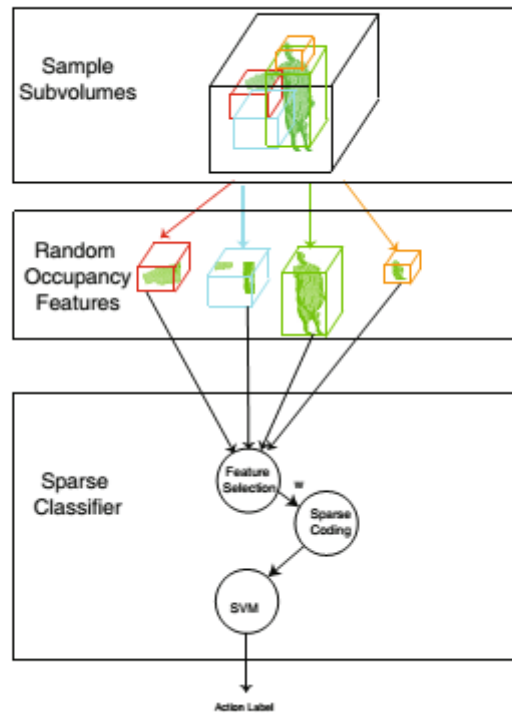 Sample
Subvolumes
Random
Occupancy
Features
Sparse
Classifier
Feature
Selection
w
Sparse
Coding
SVM
Action Label